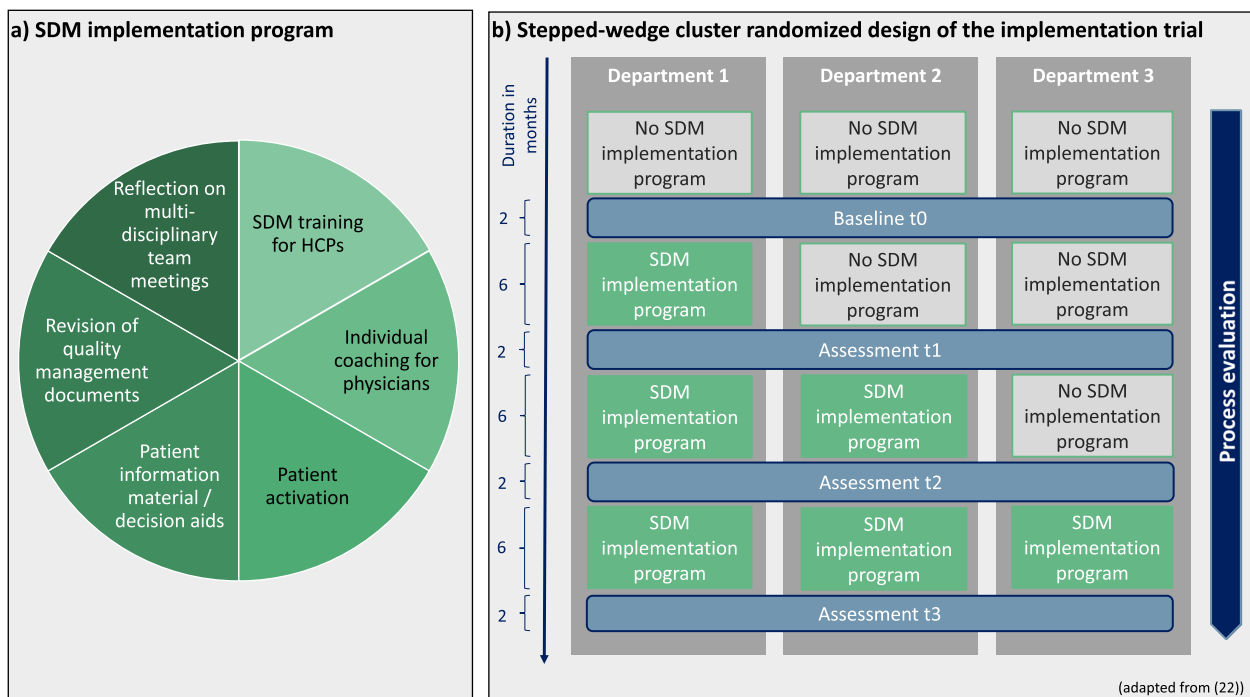 a) SDM implementation program
Reflection on
multi-
disciplinary
team
meetings
SDM training
for HCPs
Revision of
quality
management
documents
Individual
coaching for
physicians
Patient
information
material /
decision aids
Patient
activation
b) Stepped-wedge cluster randomized design of the implementation trial
Duration in
months
Department 1
Department 2
Department 3
No SDM
implementation
program
No SDM
implementation
program
No SDM
implementation
program
2
Baseline t0
6
SDM
implementation
program
No SDM
implementation
program
No SDM
implementation
program
2
Assessment t1
6
SDM
implementation
program
SDM
implementation
program
No SDM
implementation
program
2
Assessment t2
6
SDM
implementation
program
SDM
implementation
program
SDM
implementation
program
2
Assessment t3
Process evaluation
(adapted from (22))